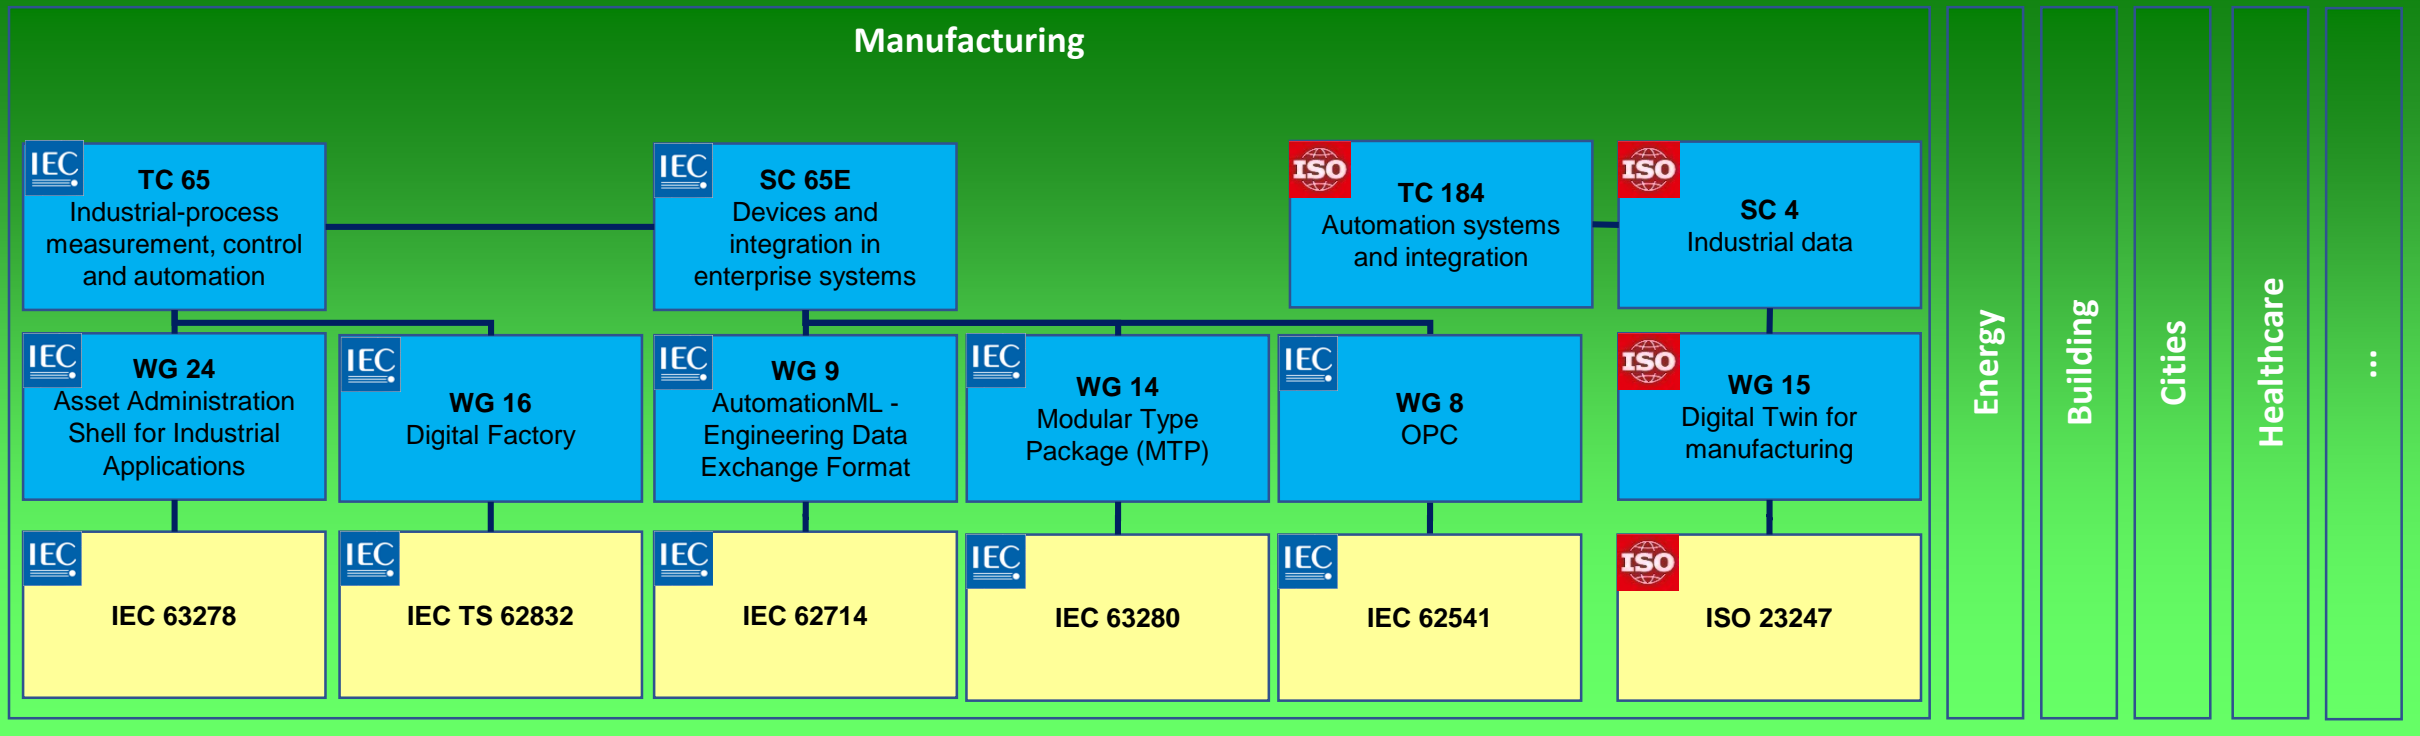 Manufacturing
IEC
TC 65
Industrial-process
measurement, control
and automation
IEC
SC 65E
Devices and
integration in
enterprise systems
ISO
TC 184
Automation systems
and integration
ISO
SC 4
Industrial data
IEC
WG 24
Asset Administration
Shell for Industrial
Applications
IEC
WG 16
Digital Factory
IEC
WG 9
AutomationML -
Engineering Data
Exchange Format
IEC
WG 14
Modular Type
Package (MTP)
IEC
WG 8
OPC
ISO
WG 15
Digital Twin for
manufacturing
IEC
IEC 63278
IEC
IEC TS 62832
IEC
IEC 62714
IEC
IEC 63280
IEC
IEC 62541
ISO
ISO 23247
Energy
Building
Cities
Healthcare
...